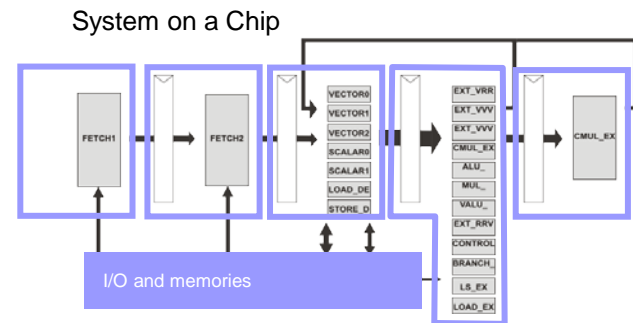 System on a Chip
FETCH1
FETCH2
VECTOR0
VECTOR1
VECTOR2
SCALAR0
SCALAR1
LOAD_DE
STORE_D
EXT_VRR
EXT_VVV
EXT_VVV
CMUL_EX
ALU_
MUL_
VALU_
EXT_RRV
CONTROL
BRANCH_
LS_EX
LOAD_EX
CMUL_EX
I/O and memories